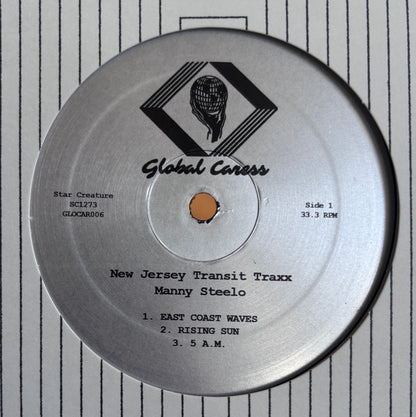 Global Caress
Star Creature
SC1273
GLOCAR006
Side 1
33.3 RPM
New Jersey Transit Traxx
Manny Steelo
1. EAST COAST WAVES
2. RISING SUN
3. 5 A.M.